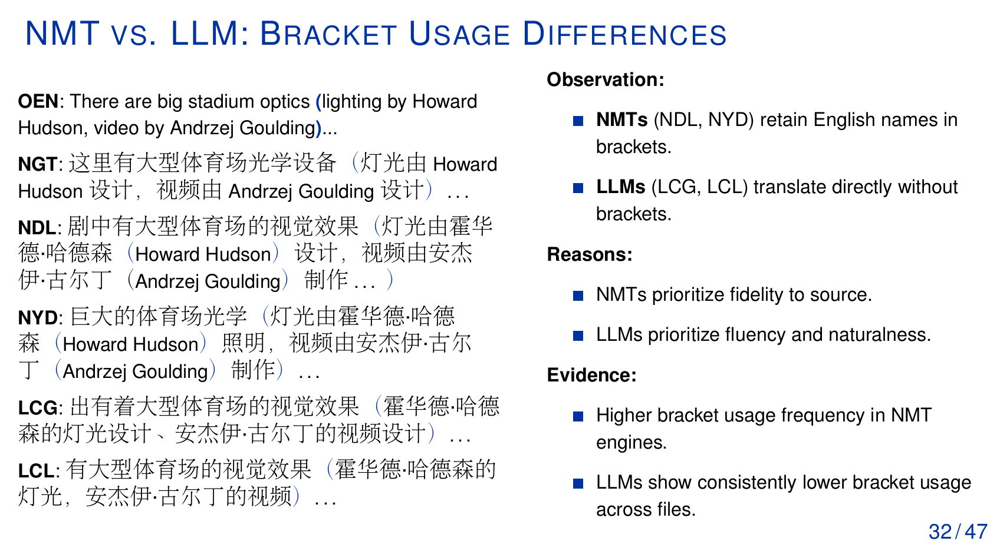 NMT VS. LLM: BRACKET USAGE DIFFERENCES
OEN: There are big stadium optics (lighting by Howard
Hudson, video by Andrzej Goulding)...
NGT: 这里有大型体育场光学设备（灯光由 Howard
Hudson 设计，视频由 Andrzej Goulding 设计）...
NDL: 剧中有大型体育场的视觉效果（灯光由霍华
德·哈德森（Howard Hudson）设计，视频由安杰
伊·古尔丁（Andrzej Goulding）制作 ... ）
NYD: 巨大的体育场光学（灯光由霍华德·哈德
森（Howard Hudson）照明，视频由安杰伊·古尔
丁（Andrzej Goulding）制作）...
LCG: 出有着大型体育场的视觉效果（霍华德·哈德
森的灯光设计、安杰伊·古尔丁的视频设计）...
LCL: 有大型体育场的视觉效果（霍华德·哈德森的
灯光，安杰伊·古尔丁的视频）...
Observation:
NMTs (NDL, NYD) retain English names in
brackets.
LLMs (LCG, LCL) translate directly without
brackets.
Reasons:
NMTs prioritize fidelity to source.
LLMs prioritize fluency and naturalness.
Evidence:
Higher bracket usage frequency in NMT
engines.
LLMs show consistently lower bracket usage
across files.
32 / 47